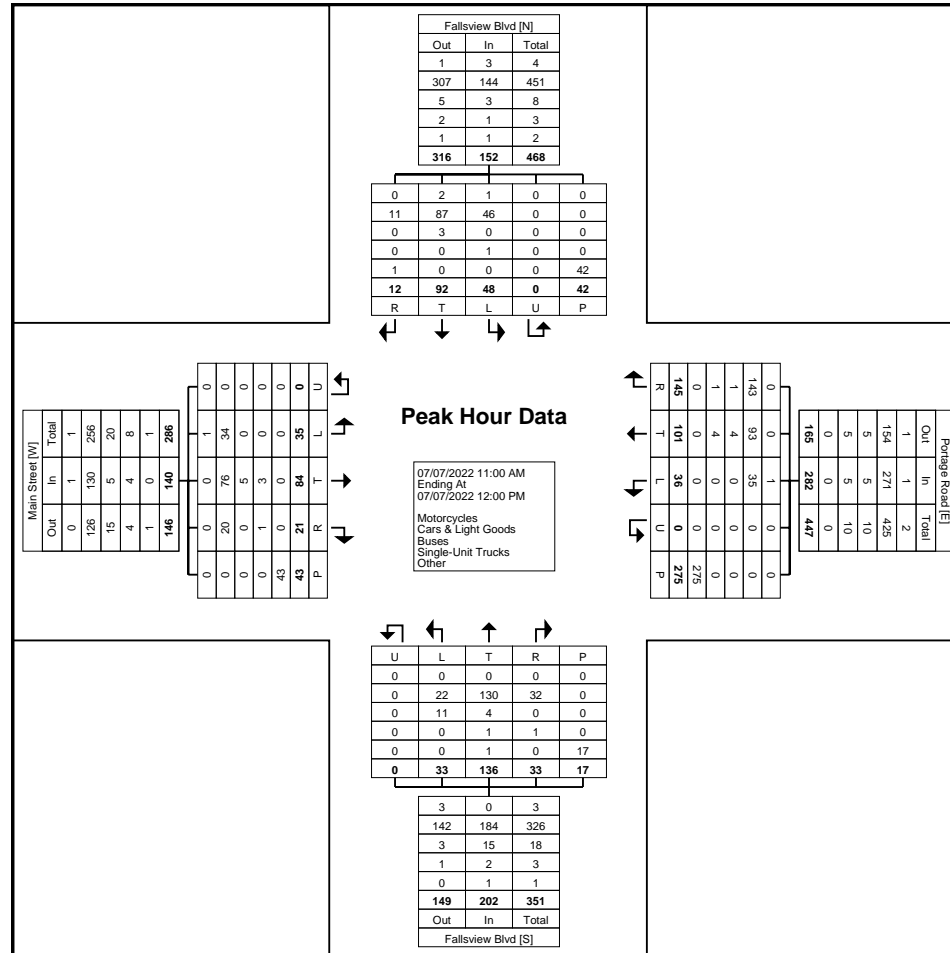 Fallsview Blvd [N]
Out In Total
1 3 4
307 144 451
5 3 8
2 1 3
1 1 2
316 152 468
0 2 1 0 0
11 87 46 0 0
0 3 0 0 0
0 0 1 0 0
1 0 0 0 42
12 92 48 0 42
R T L U P
Main Street [W]
Out In Total
0 1 1
126 130 256
15 5 20
4 4 8
1 0 1
146 140 286
0 0 0 1 0
0 20 76 34 0
0 0 5 0 0
0 1 3 0 0
43 0 0 0 0
43 21 84 35 0
P R T L U
Peak Hour Data
07/07/2022 11:00 AM
Ending At
07/07/2022 12:00 PM
Motorcycles
Cars & Light Goods
Buses
Single-Unit Trucks
Other
Portage Road [E]
Out In Total
1 1 2
154 271 425
5 5 10
5 5 10
0 0 0
165 282 447
0 0 1 0 0
143 93 35 0 0
1 4 0 0 0
1 4 0 0 0
0 0 0 0 275
145 101 36 0 275
R T L U P
U L T R P
0 0 0 0 0
0 22 130 32 0
0 11 4 0 0
0 0 1 1 0
0 0 1 0 17
0 33 136 33 17
3 0 3
142 184 326
3 15 18
1 2 3
0 1 1
149 202 351
Out In Total
Fallsview Blvd [S]